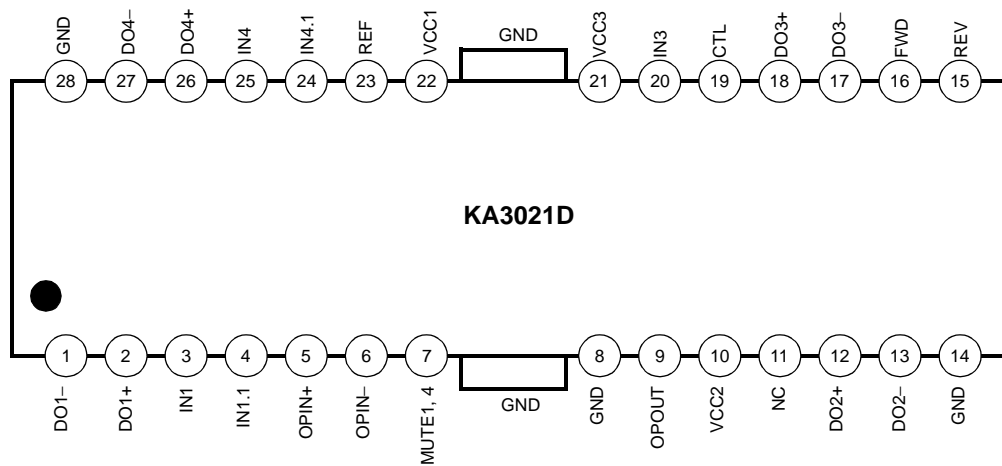 GND
DO4−
DO4+
IN4
IN4.1
REF
VCC1
GND
VCC3
IN3
CTL
DO3+
DO3−
FWD
REV
28
27
26
25
24
23
22
21
20
19
18
17
16
15
KA3021D
1
2
3
4
5
6
7
8
9
10
11
12
13
14
DO1−
DO1+
IN1
IN1.1
OPIN+
OPIN−
MUTE1, 4
GND
GND
OPOUT
VCC2
NC
DO2+
DO2−
GND